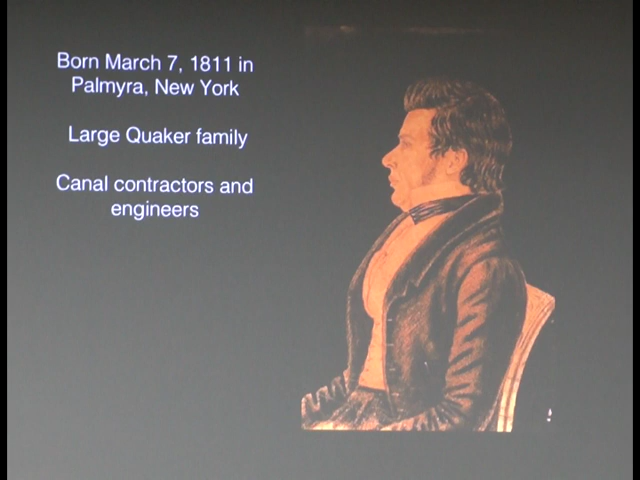 Born March 7, 1811 in
Palmyra, New York
Large Quaker family
Canal contractors and
engineers